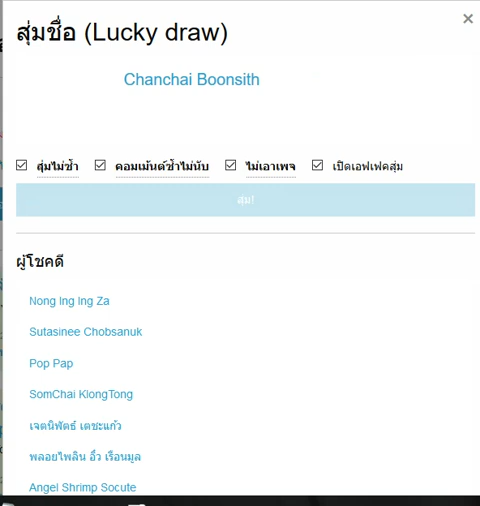 สุ่มชื่อ (Lucky draw)
×
Chanchai Boonsith
สุ่มไม่ซ้ำ คอมเม้นต์ซ้ำไม่นับ ไม่เอาเพจ เปิดเอฟเฟคสุ่ม
สุ่ม!
ผู้โชคดี
Nong Ing Ing Za
Sutasinee Chobsanuk
Pop Pap
SomChai KlongTong
เจตนิพัตธ์ เตชะแก้ว
พลอยไพลิน อิ๋ว เรือนมูล
Angel Shrimp Socute